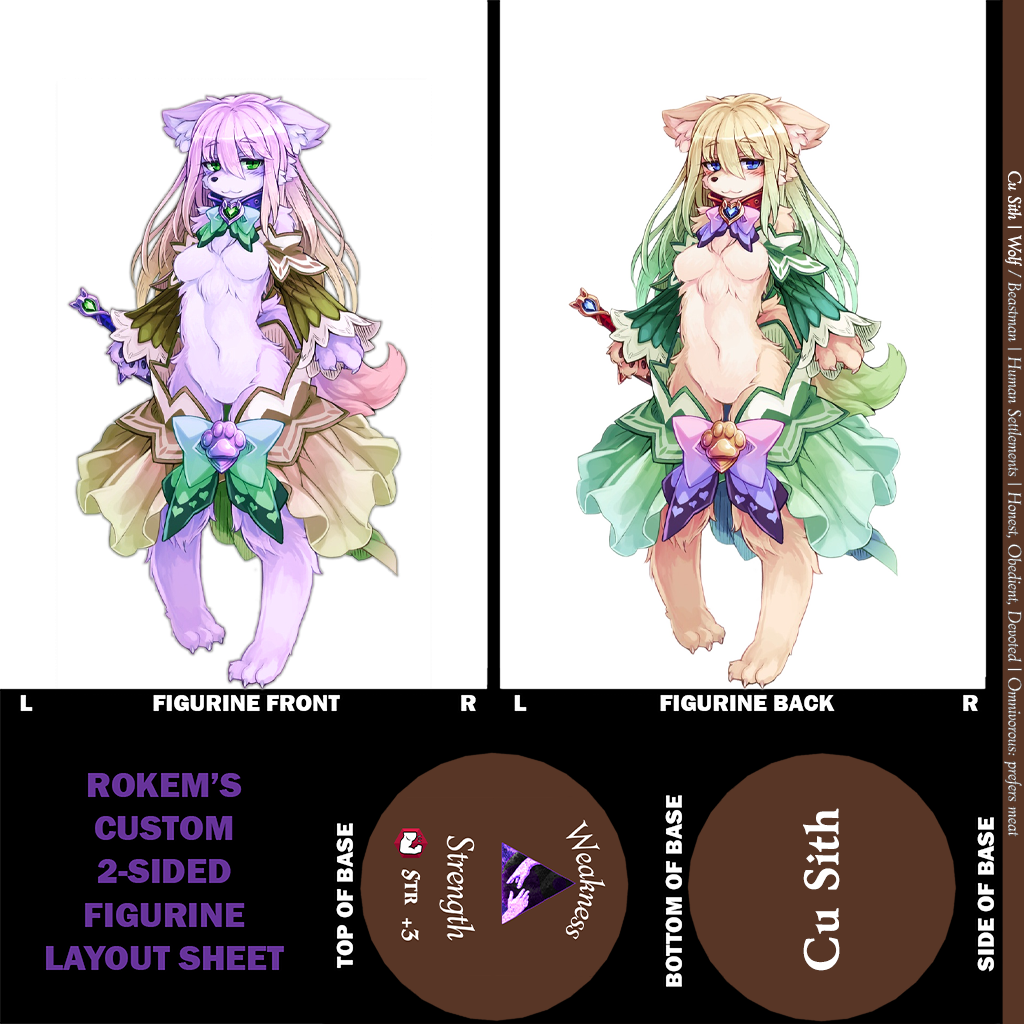 L FIGURINE FRONT R
L FIGURINE BACK R
Cu Sith | Wolf / Beastman | Human Settlements | Honest, Obedient, Devoted | Omnivorous: prefers meat
ROKEM'S
CUSTOM
2-SIDED
FIGURINE
LAYOUT SHEET
TOP OF BASE
Weakness
Strength
STR +3
BOTTOM OF BASE
Cu Sith
SIDE OF BASE